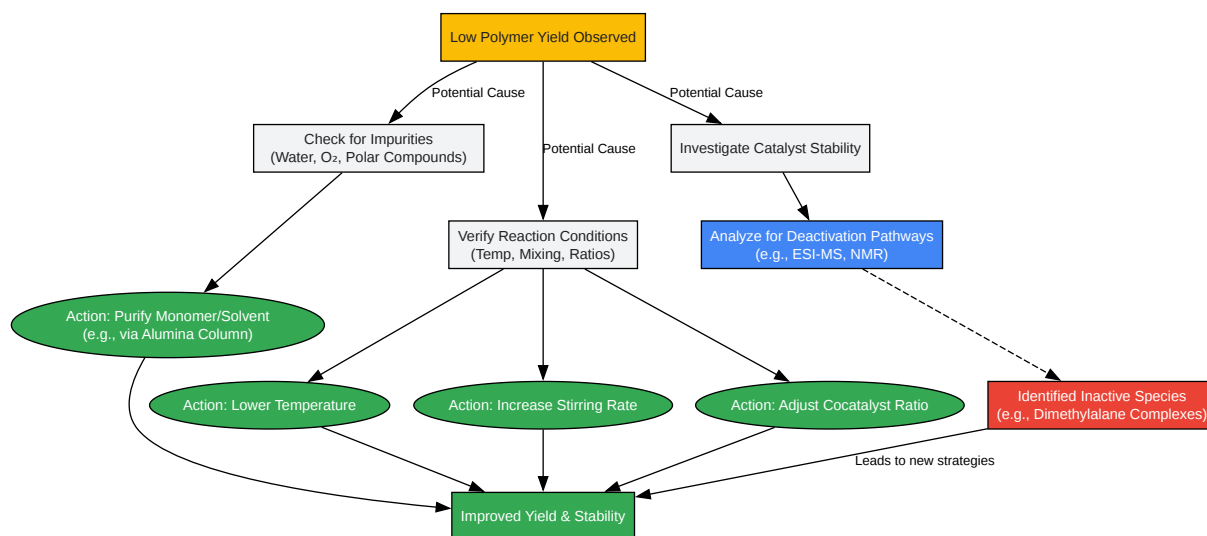 Low Polymer Yield Observed
Potential Cause
Potential Cause
Check for Impurities
(Water, O₂, Polar Compounds)
Potential Cause
Investigate Catalyst Stability
Verify Reaction Conditions
(Temp, Mixing, Ratios)
Analyze for Deactivation Pathways
(e.g., ESI-MS, NMR)
Action: Purify Monomer/Solvent
(e.g., via Alumina Column)
Action: Lower Temperature
Action: Increase Stirring Rate
Action: Adjust Cocatalyst Ratio
Identified Inactive Species
(e.g., Dimethylalane Complexes)
Leads to new strategies
Improved Yield & Stability